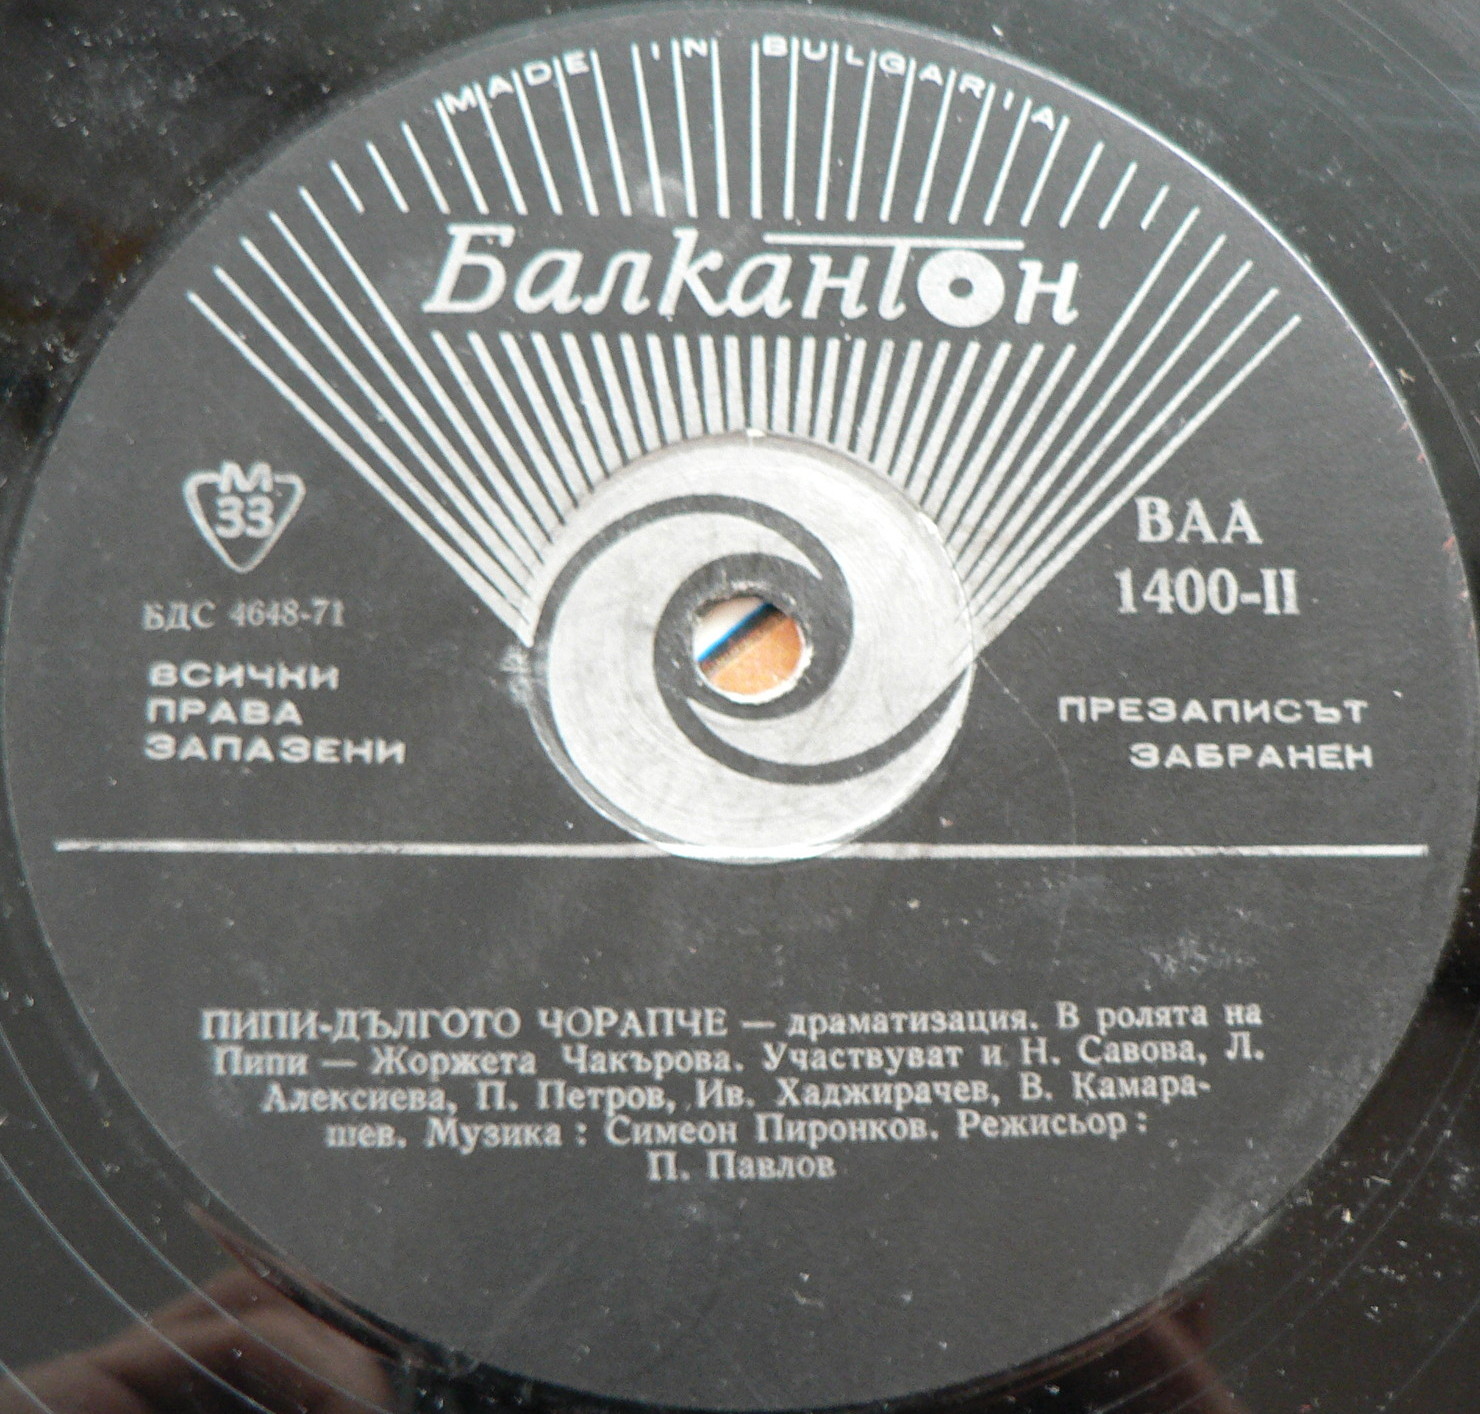 MADE IN BULGARIA
Балкантон
М
33
БДС 4648-71
ВСИЧКИ
ПРАВА
ЗАПАЗЕНИ
ВАА
1400-II
ПРЕЗАПИСЪТ
ЗАБРАНЕН
ПИПИ-ДЪЛГОТО ЧОРАПЧЕ — драматизация. В ролята на
Пипи — Жоржета Чакърова. Участвуват и Н. Савова, Л.
Алексиева, П. Петров, Ив. Хаджирачев, В. Камара-
шев. Музика : Симеон Пиронков. Режисьор :
П. Павлов